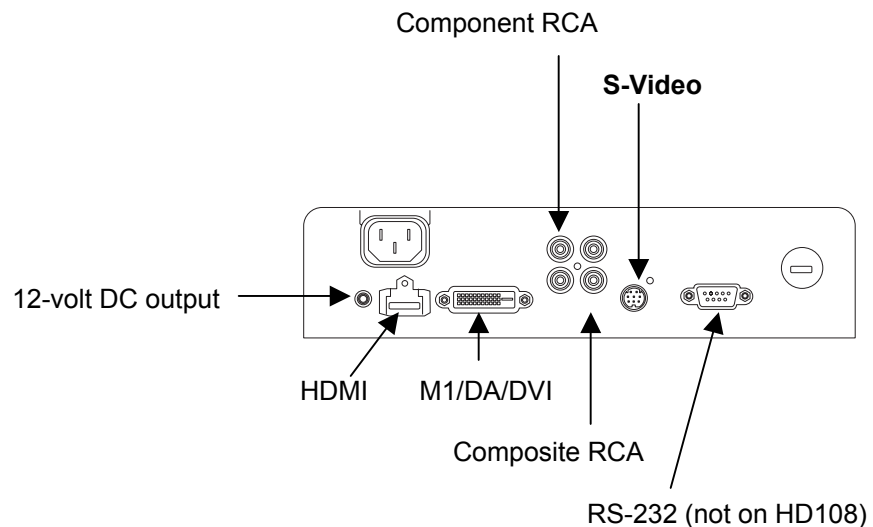 Component RCA
S-Video
12-volt DC output
HDMI
M1/DA/DVI
Composite RCA
RS-232 (not on HD108)